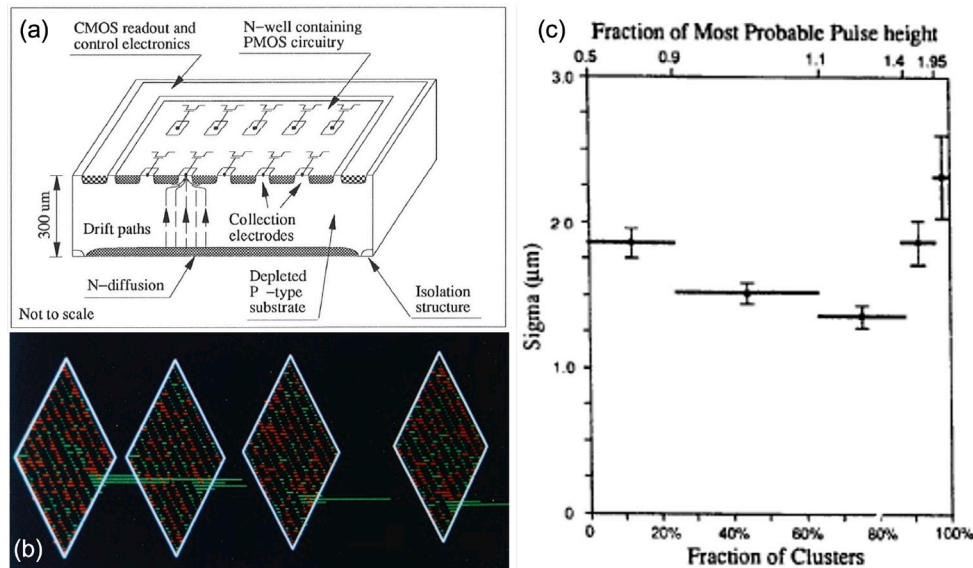 (a)
CMOS readout and
control electronics
N-well containing
PMOS circuitry
300 um
Drift paths
Collection
electrodes
N-diffusion
Depleted
P -type
substrate
Isolation
structure
Not to scale
(b)
(c)
Fraction of Most Probable Pulse height
0.5 0.9 1.1 1.4 1.95
3.0
2.0
1.0
0
Sigma (μm)
0 20% 40% 60% 80% 100%
Fraction of Clusters